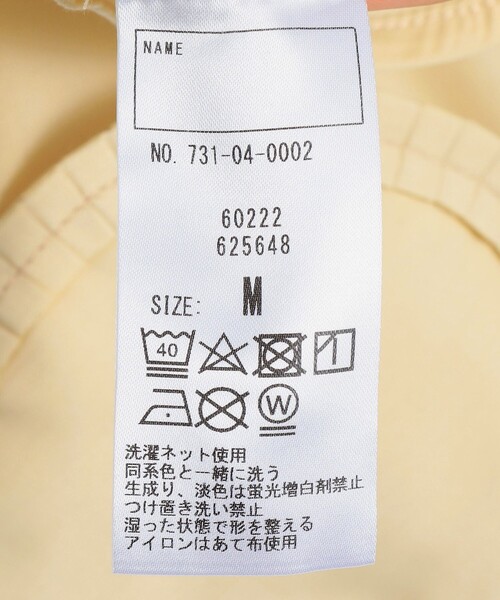 NAME
NO. 731-04-0002
60222
625648
SIZE: M
40
W
洗濯ネット使用
同系色と一緒に洗う
生成り、淡色は蛍光増白剤禁止
つけ置き洗い禁止
湿った状態で形を整える
アイロンはあて布使用